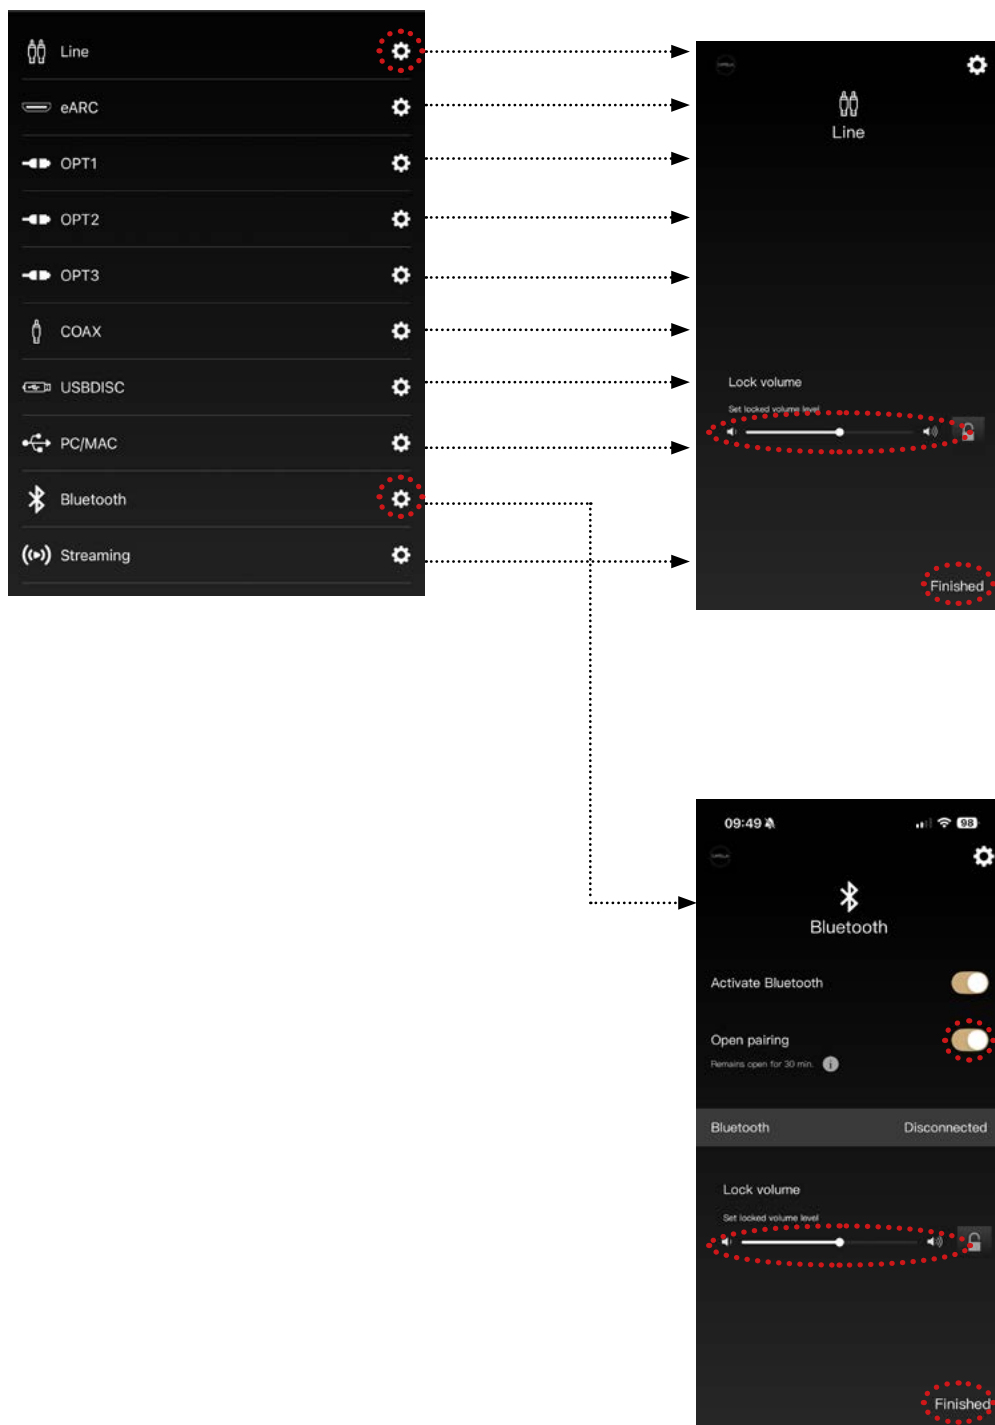 Line
eARC
OPT1
OPT2
OPT3
COAX
USBDISC
PC/MAC
Bluetooth
Streaming
Line
Lock volume
Set locked volume level
Finished
09:49
98
Bluetooth
Activate Bluetooth
Open pairing
Remains open for 30 min.
Bluetooth Disconnected
Lock volume
Set locked volume level
Finished